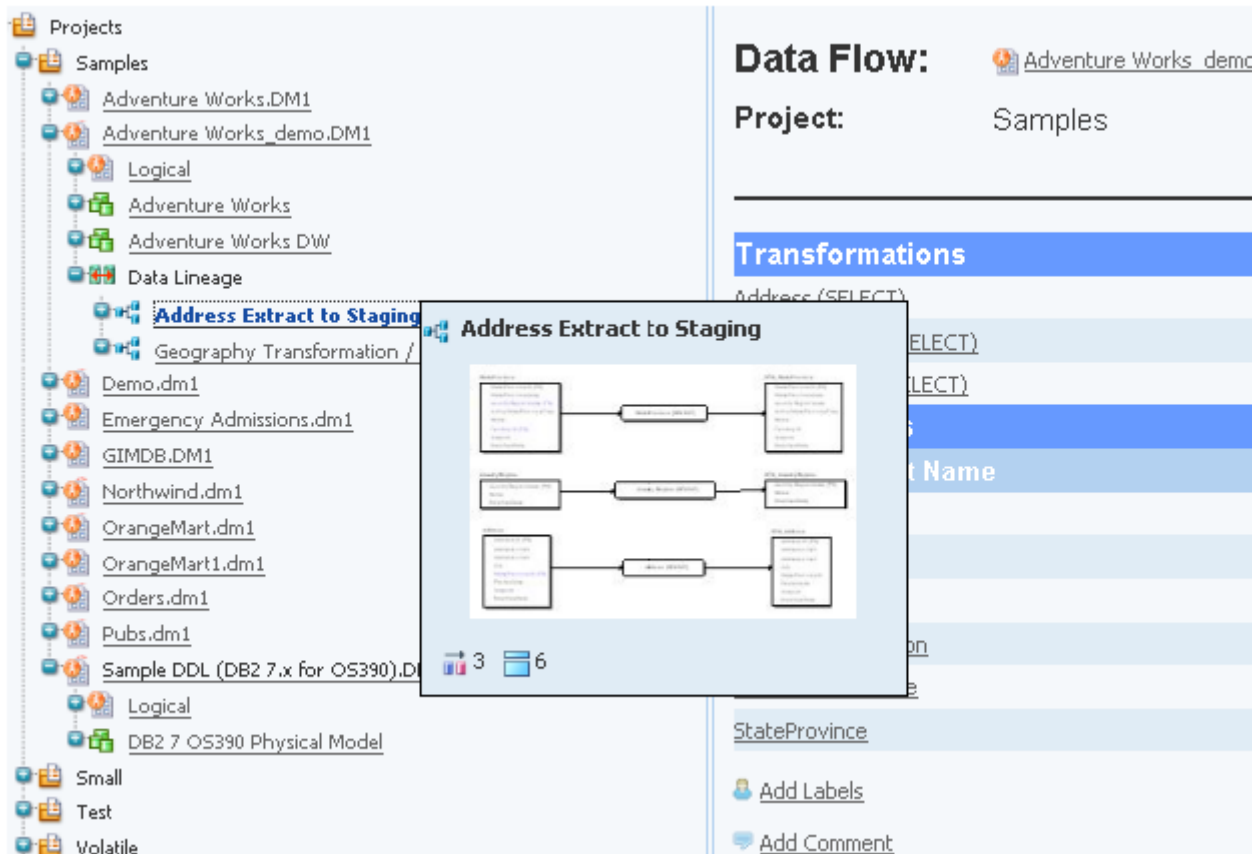 Projects
Samples
Adventure Works.DM1
Adventure Works_demo.DM1
Logical
Adventure Works
Adventure Works DW
Data Lineage
Address Extract to Staging
Geography Transformation /
Demo.dm1
Emergency Admissions.dm1
GIMDB.DM1
Northwind.dm1
OrangeMart.dm1
OrangeMart1.dm1
Orders.dm1
Pubs.dm1
Sample DDL (DB2 7.x for OS390).D
Logical
DB2 7 OS390 Physical Model
Small
Test
Volatile
Address Extract to Staging
3 6
Data Flow: Adventure Works_demo
Project: Samples
Transformations
Address (SELECT)
ELECT)
LECT)
t Name
on
e
StateProvince
Add Labels
Add Comment